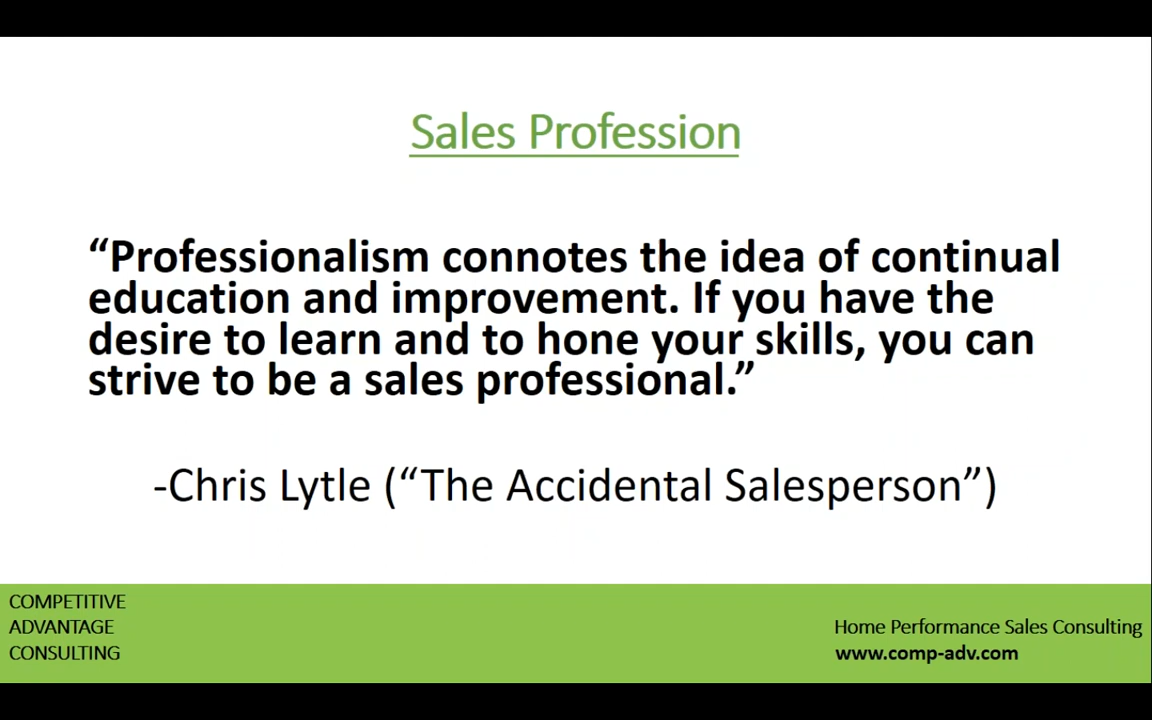 Sales Profession
“Professionalism connotes the idea of continual
education and improvement. If you have the
desire to learn and to hone your skills, you can
strive to be a sales professional.”
-Chris Lytle (“The Accidental Salesperson”)
COMPETITIVE
ADVANTAGE
CONSULTING
Home Performance Sales Consulting
www.comp-adv.com